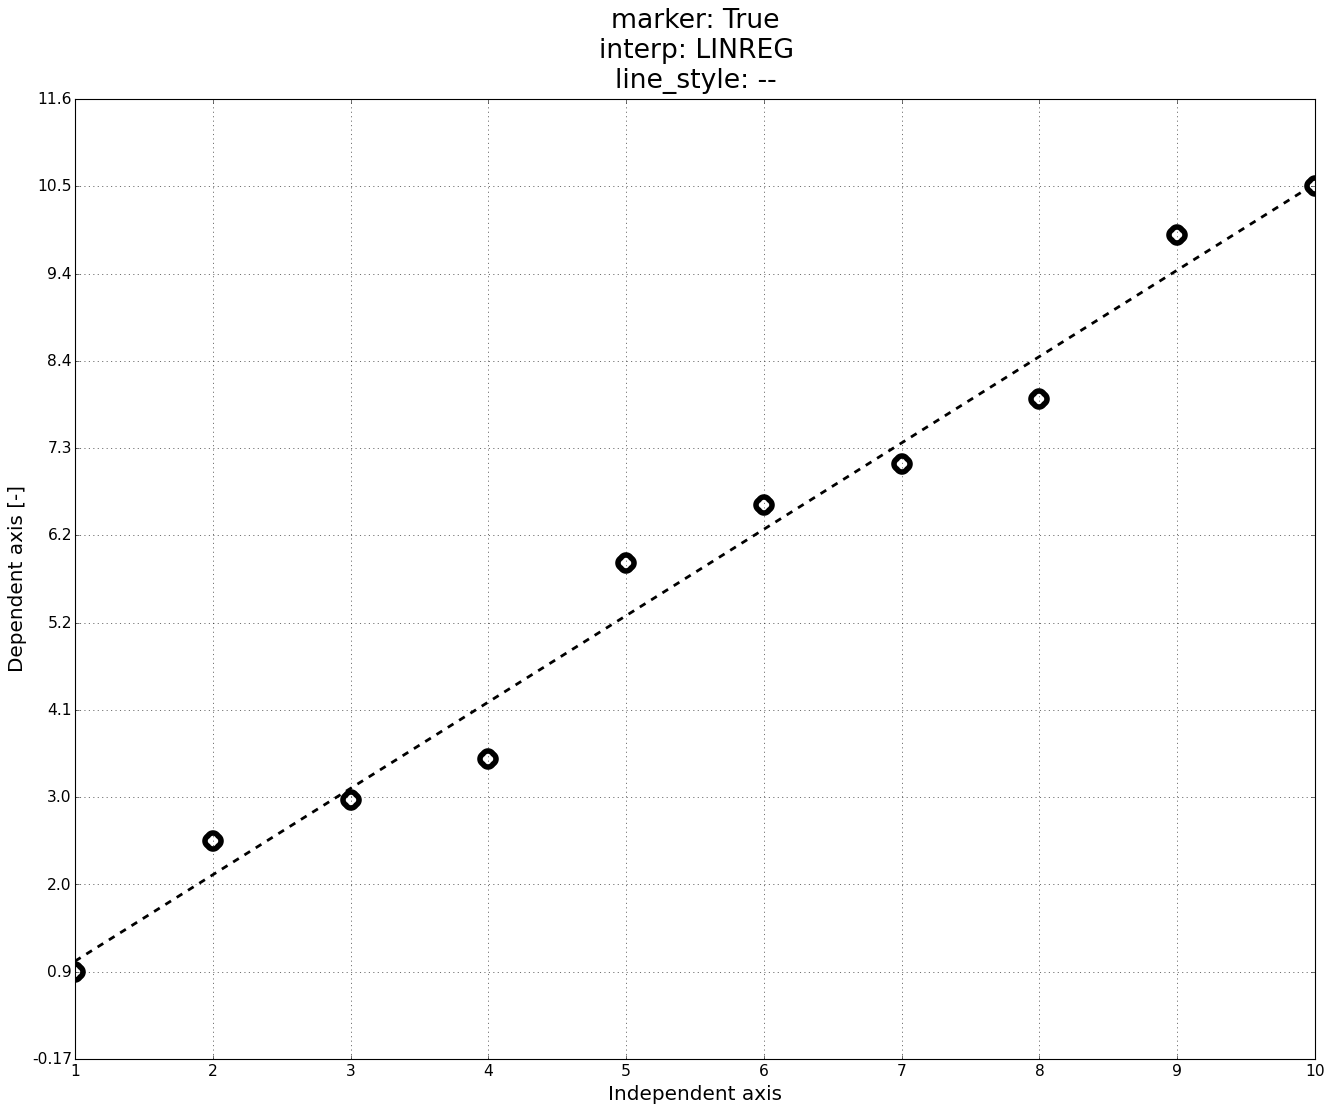 marker: True
interp: LINREG
line_style: --
11.6
10.5
9.4
8.4
7.3
6.2
5.2
4.1
3.0
2.0
0.9
-0.17
Dependent axis [-]
1 2 3 4 5 6 7 8 9 10
Independent axis